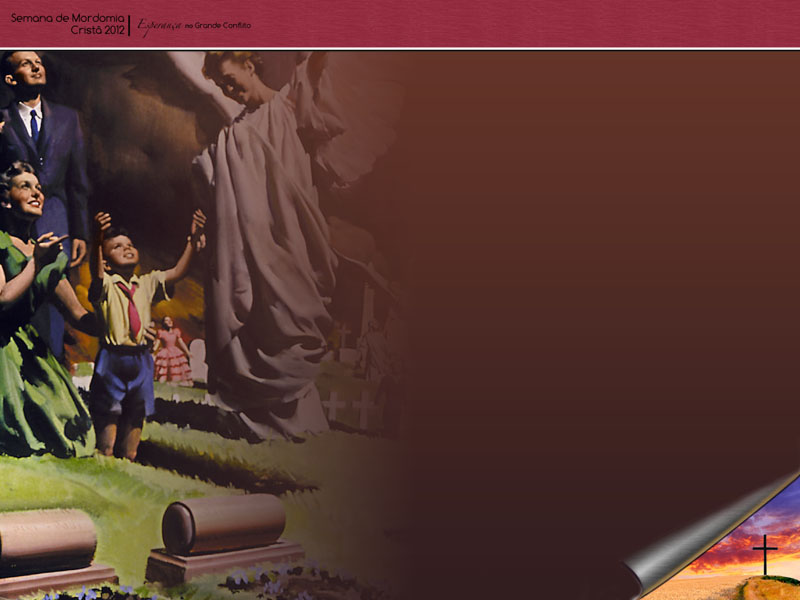 Semana de Mordomia
Cristã 2012
Esperança no Grande Conflito